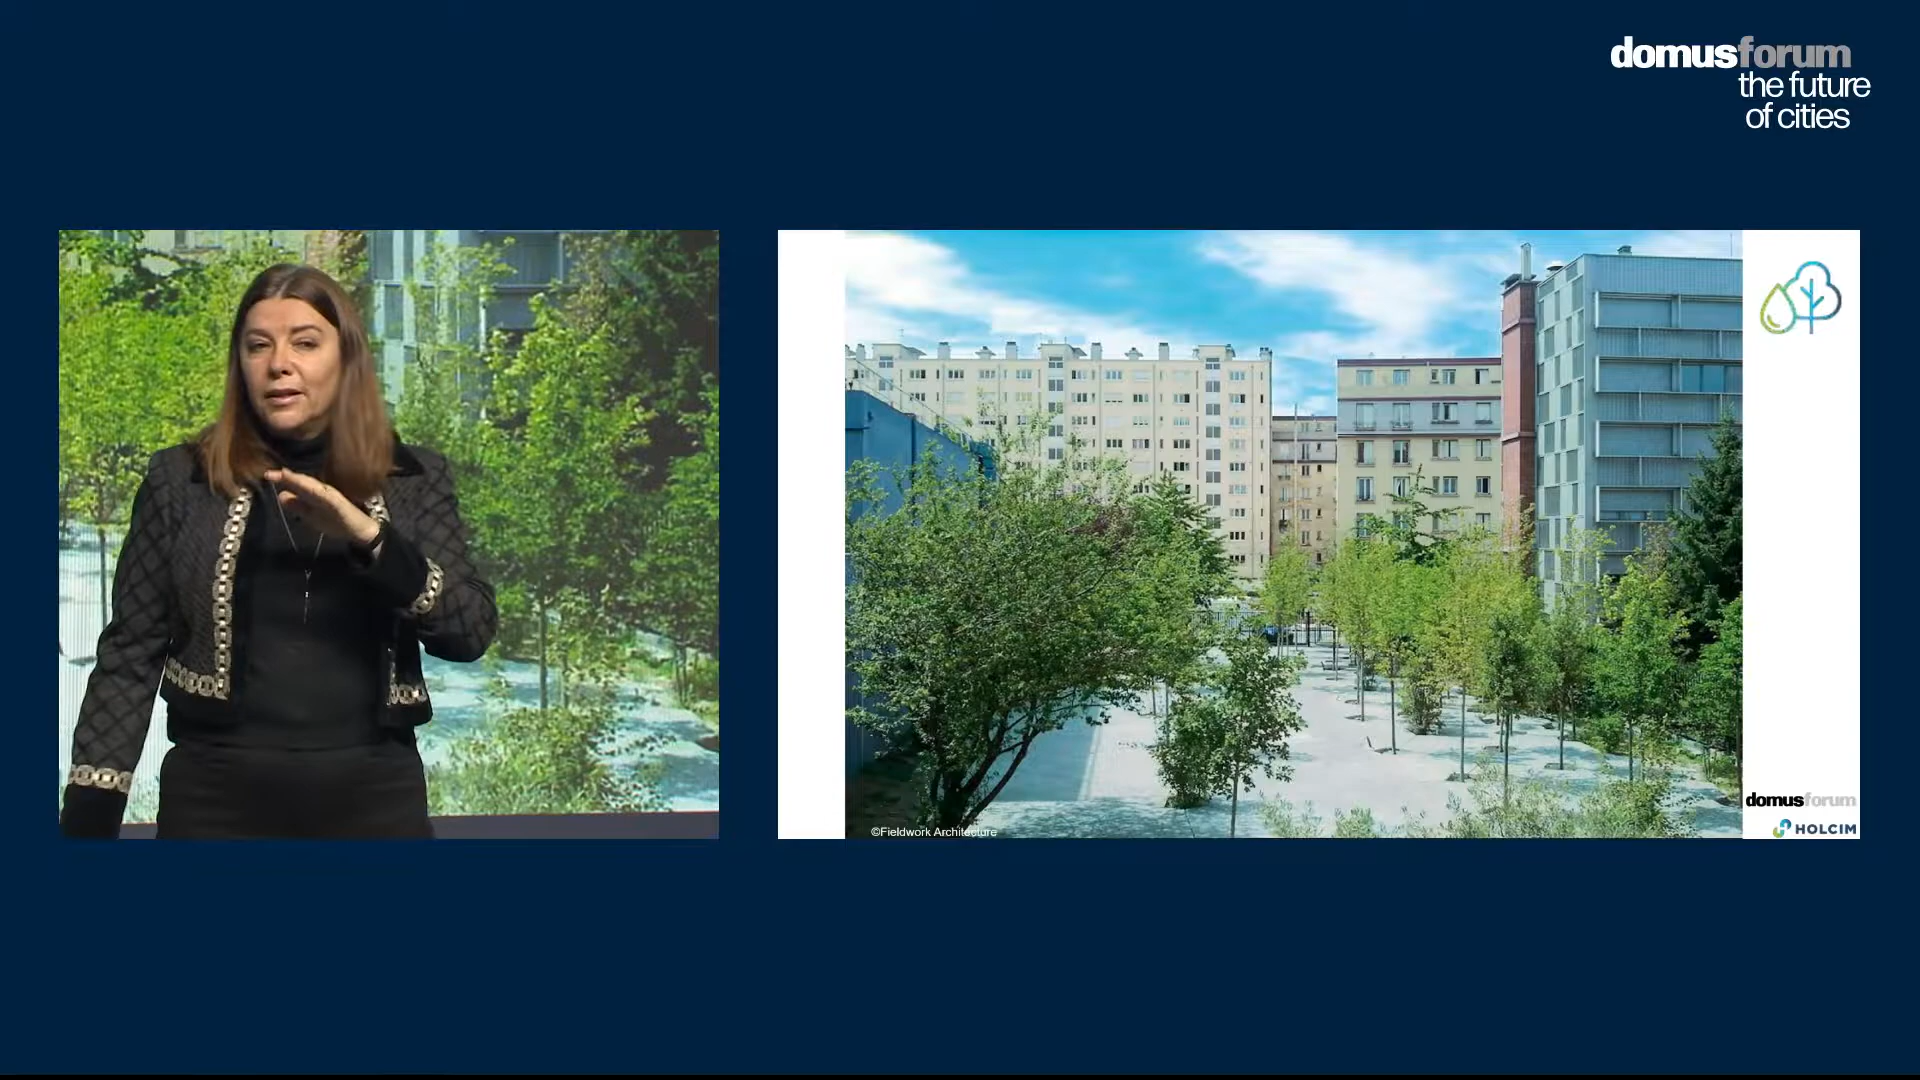 domusforum
the future
of cities
©Fieldwork Architecture
domusforum
HOLCIM